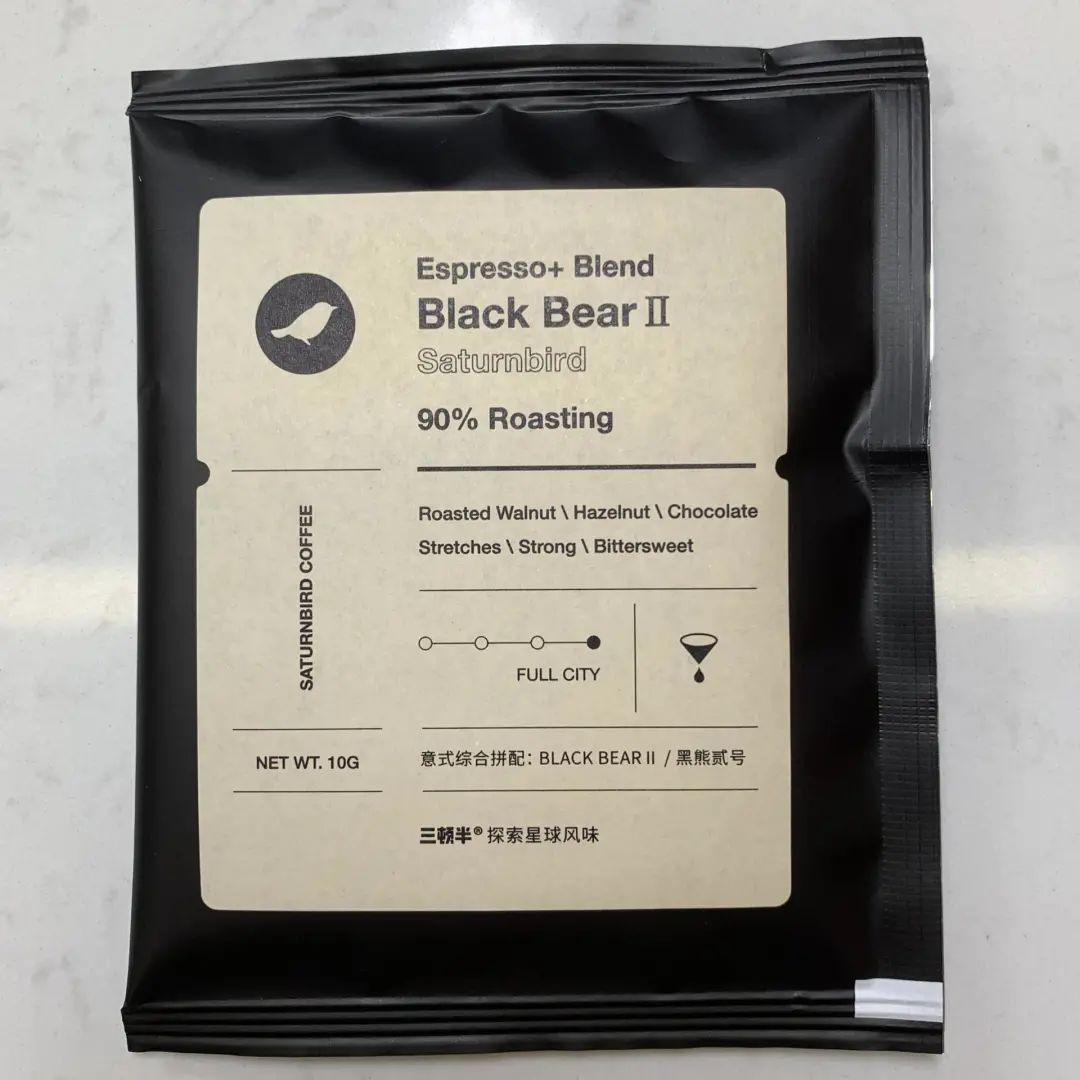 Espresso+ Blend
Black Bear Ⅱ
Saturnbird
90% Roasting
SATURNBIRD COFFEE
Roasted Walnut \ Hazelnut \ Chocolate
Stretches \ Strong \ Bittersweet
FULL CITY
NET WT. 10G
意式综合拼配：BLACK BEAR Ⅱ / 黑熊贰号
三顿半® 探索星球风味